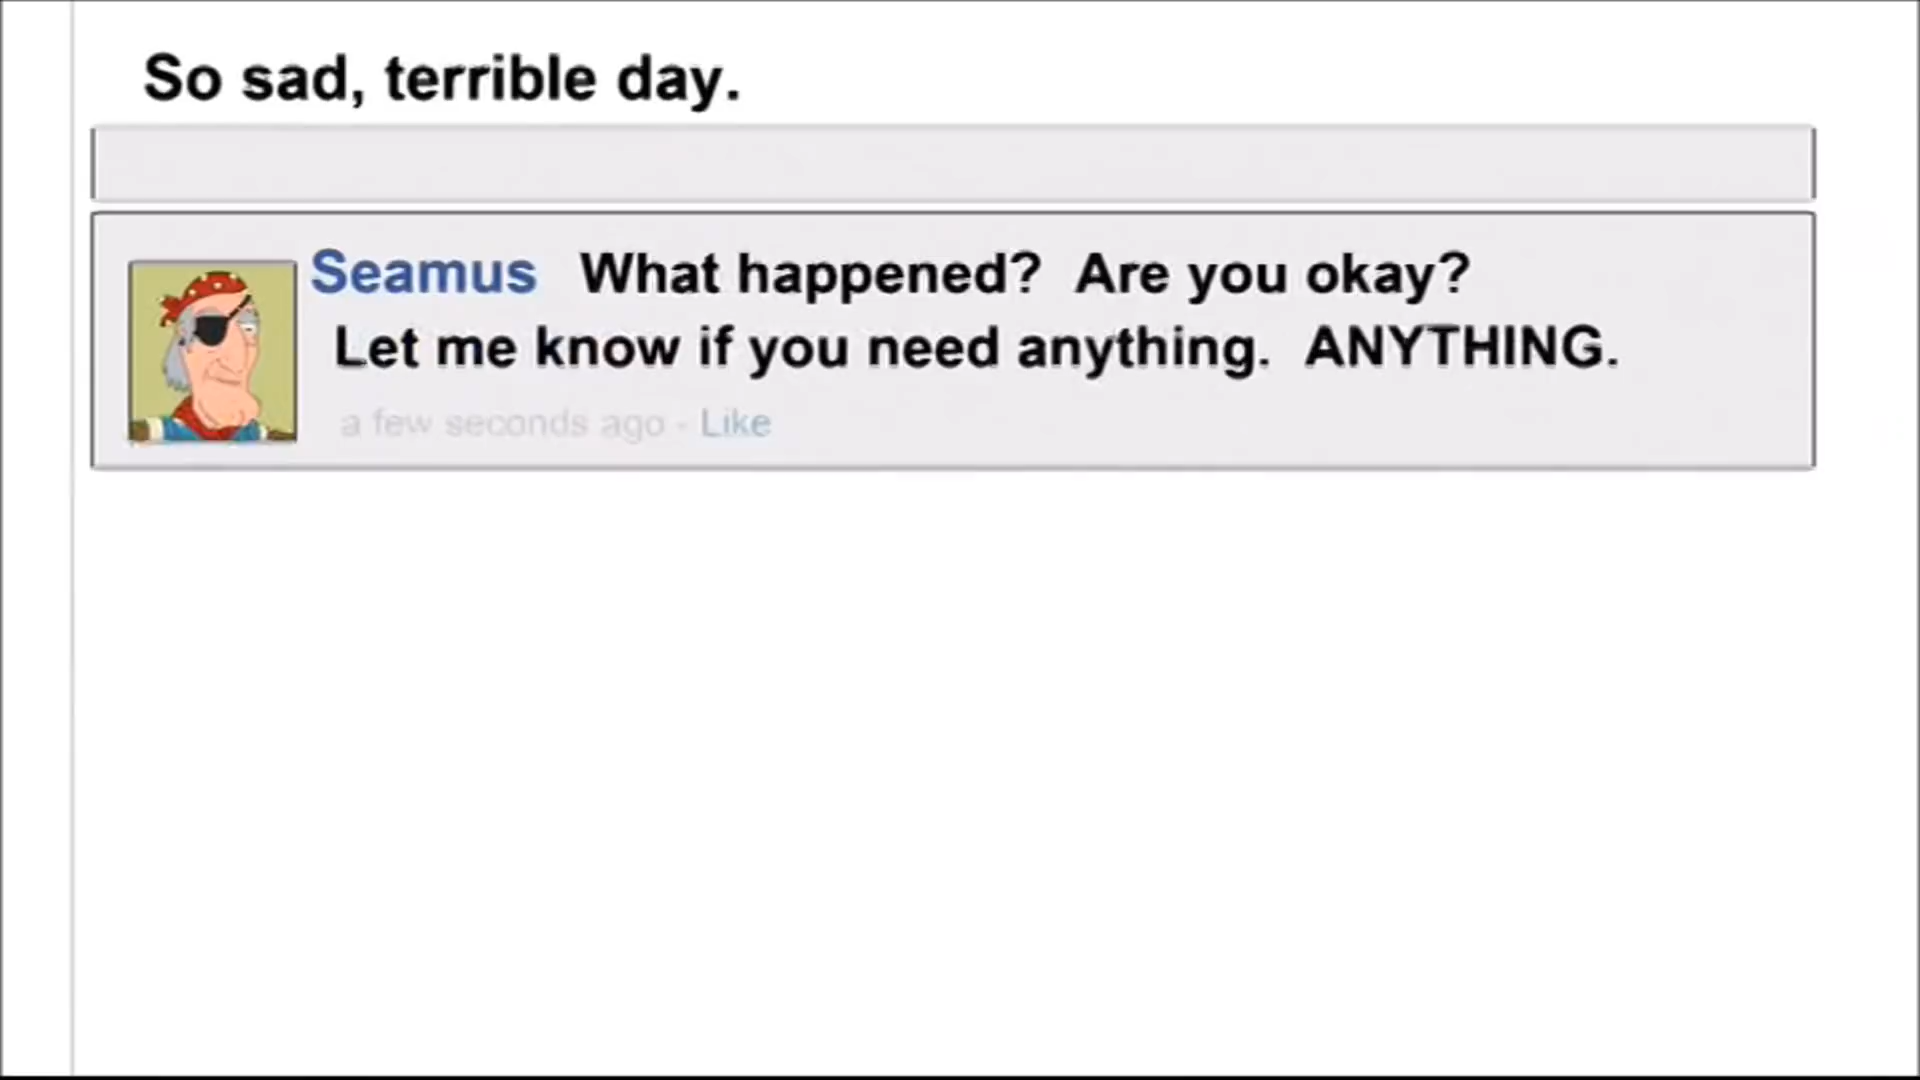 So sad, terrible day.
Seamus What happened? Are you okay?
Let me know if you need anything. ANYTHING.
a few seconds ago - Like